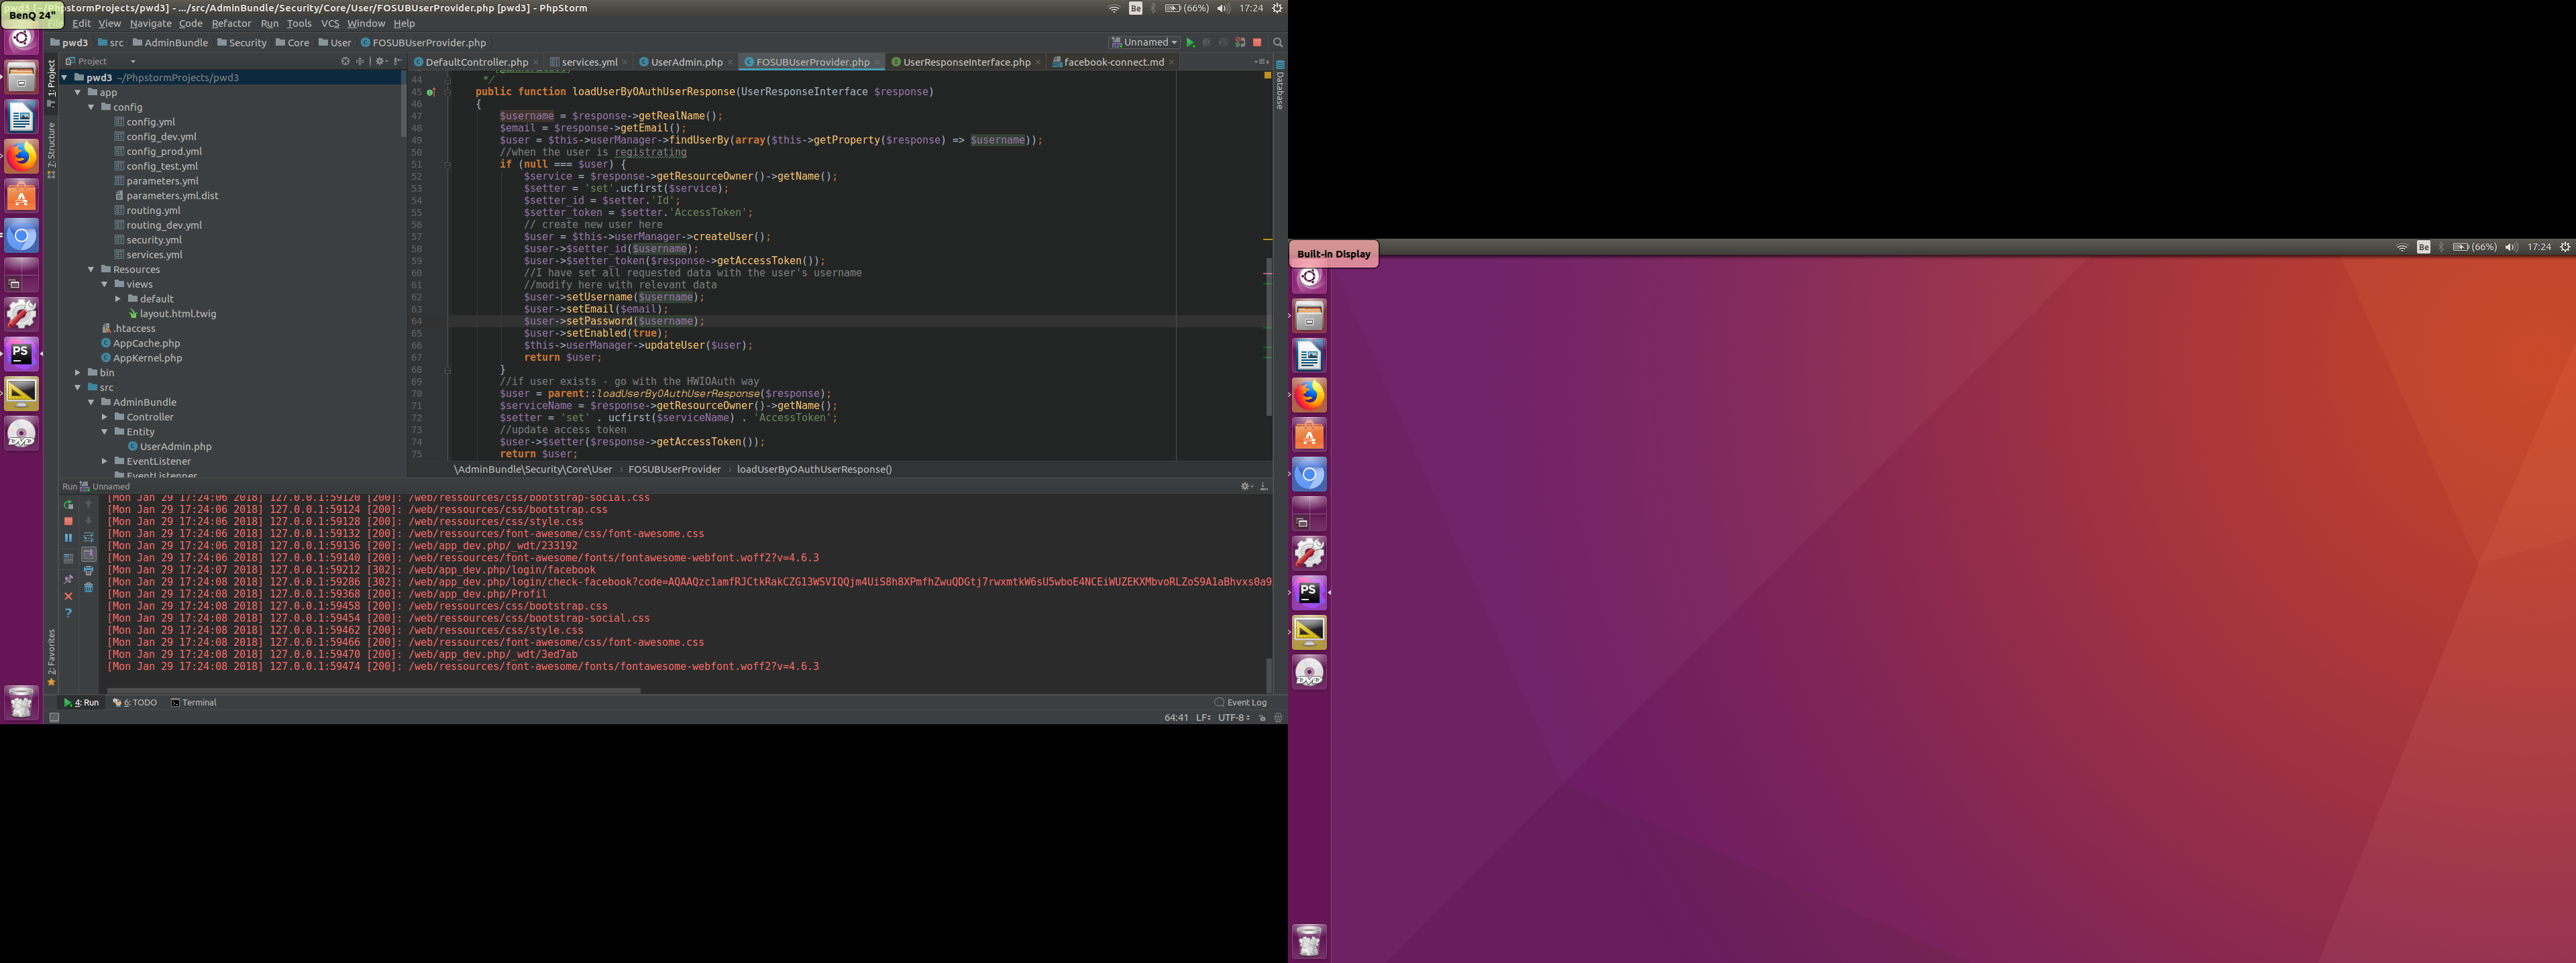 BenQ 24"
pwd3 [~/PhpstormProjects/pwd3] - .../src/AdminBundle/Security/Core/User/FOSUBUserProvider.php [pwd3] - PhpStorm
Be (66%) 17:24
Edit View Navigate Code Refactor Run Tools VCS Window Help
pwd3 src AdminBundle Security Core User FOSUBUserProvider.php
Unnamed
Project
DefaultController.php services.yml UserAdmin.php FOSUBUserProvider.php UserResponseInterface.php facebook-connect.md
1: Project
7: Structure
2: Favorites
Database
pwd3 ~/PhpstormProjects/pwd3
app
config
config.yml
config_dev.yml
config_prod.yml
config_test.yml
parameters.yml
parameters.yml.dist
routing.yml
routing_dev.yml
security.yml
services.yml
Resources
views
default
layout.html.twig
.htaccess
AppCache.php
AppKernel.php
bin
src
AdminBundle
Controller
Entity
UserAdmin.php
EventListener
EventListener
44 */
45 public function loadUserByOAuthUserResponse(UserResponseInterface $response)
46 {
47 $username = $response->getRealName();
48 $email = $response->getEmail();
49 $user = $this->userManager->findUserBy(array($this->getProperty($response) => $username));
50 //when the user is registrating
51 if (null === $user) {
52 $service = $response->getResourceOwner()->getName();
53 $setter = 'set'.ucfirst($service);
54 $setter_id = $setter.'Id';
55 $setter_token = $setter.'AccessToken';
56 // create new user here
57 $user = $this->userManager->createUser();
58 $user->$setter_id($username);
59 $user->$setter_token($response->getAccessToken());
60 //I have set all requested data with the user's username
61 //modify here with relevant data
62 $user->setUsername($username);
63 $user->setEmail($email);
64 $user->setPassword($username);
65 $user->setEnabled(true);
66 $this->userManager->updateUser($user);
67 return $user;
68 }
69 //if user exists - go with the HWIOAuth way
70 $user = parent::loadUserByOAuthUserResponse($response);
71 $serviceName = $response->getResourceOwner()->getName();
72 $setter = 'set' . ucfirst($serviceName) . 'AccessToken';
73 //update access token
74 $user->$setter($response->getAccessToken());
75 return $user;
\AdminBundle\Security\Core\User › FOSUBUserProvider › loadUserByOAuthUserResponse()
Run Unnamed
[Mon Jan 29 17:24:06 2018] 127.0.0.1:59120 [200]: /web/ressources/css/bootstrap-social.css
[Mon Jan 29 17:24:06 2018] 127.0.0.1:59124 [200]: /web/ressources/css/bootstrap.css
[Mon Jan 29 17:24:06 2018] 127.0.0.1:59128 [200]: /web/ressources/css/style.css
[Mon Jan 29 17:24:06 2018] 127.0.0.1:59132 [200]: /web/ressources/font-awesome/css/font-awesome.css
[Mon Jan 29 17:24:06 2018] 127.0.0.1:59136 [200]: /web/app_dev.php/_wdt/233192
[Mon Jan 29 17:24:06 2018] 127.0.0.1:59140 [200]: /web/ressources/font-awesome/fonts/fontawesome-webfont.woff2?v=4.6.3
[Mon Jan 29 17:24:07 2018] 127.0.0.1:59212 [302]: /web/app_dev.php/login/facebook
[Mon Jan 29 17:24:08 2018] 127.0.0.1:59286 [302]: /web/app_dev.php/login/check-facebook?code=AQAAQzc1amfRJCtkRakCZG13WSVIQQjm4UiS8h8XPmfhZwuQDGtj7rwxmtkW6sU5wboE4NCEiWUZEKXMbvoRLZoS9A1aBhvxs0a9
[Mon Jan 29 17:24:08 2018] 127.0.0.1:59368 [200]: /web/app_dev.php/Profil
[Mon Jan 29 17:24:08 2018] 127.0.0.1:59458 [200]: /web/ressources/css/bootstrap.css
[Mon Jan 29 17:24:08 2018] 127.0.0.1:59454 [200]: /web/ressources/css/bootstrap-social.css
[Mon Jan 29 17:24:08 2018] 127.0.0.1:59462 [200]: /web/ressources/css/style.css
[Mon Jan 29 17:24:08 2018] 127.0.0.1:59466 [200]: /web/ressources/font-awesome/css/font-awesome.css
[Mon Jan 29 17:24:08 2018] 127.0.0.1:59470 [200]: /web/app_dev.php/_wdt/3ed7ab
[Mon Jan 29 17:24:08 2018] 127.0.0.1:59474 [200]: /web/ressources/font-awesome/fonts/fontawesome-webfont.woff2?v=4.6.3
4: Run 6: TODO Terminal
Event Log
64:41 LF UTF-8
PS
DVD
Built-in Display
Be (66%) 17:24
PS
DVD